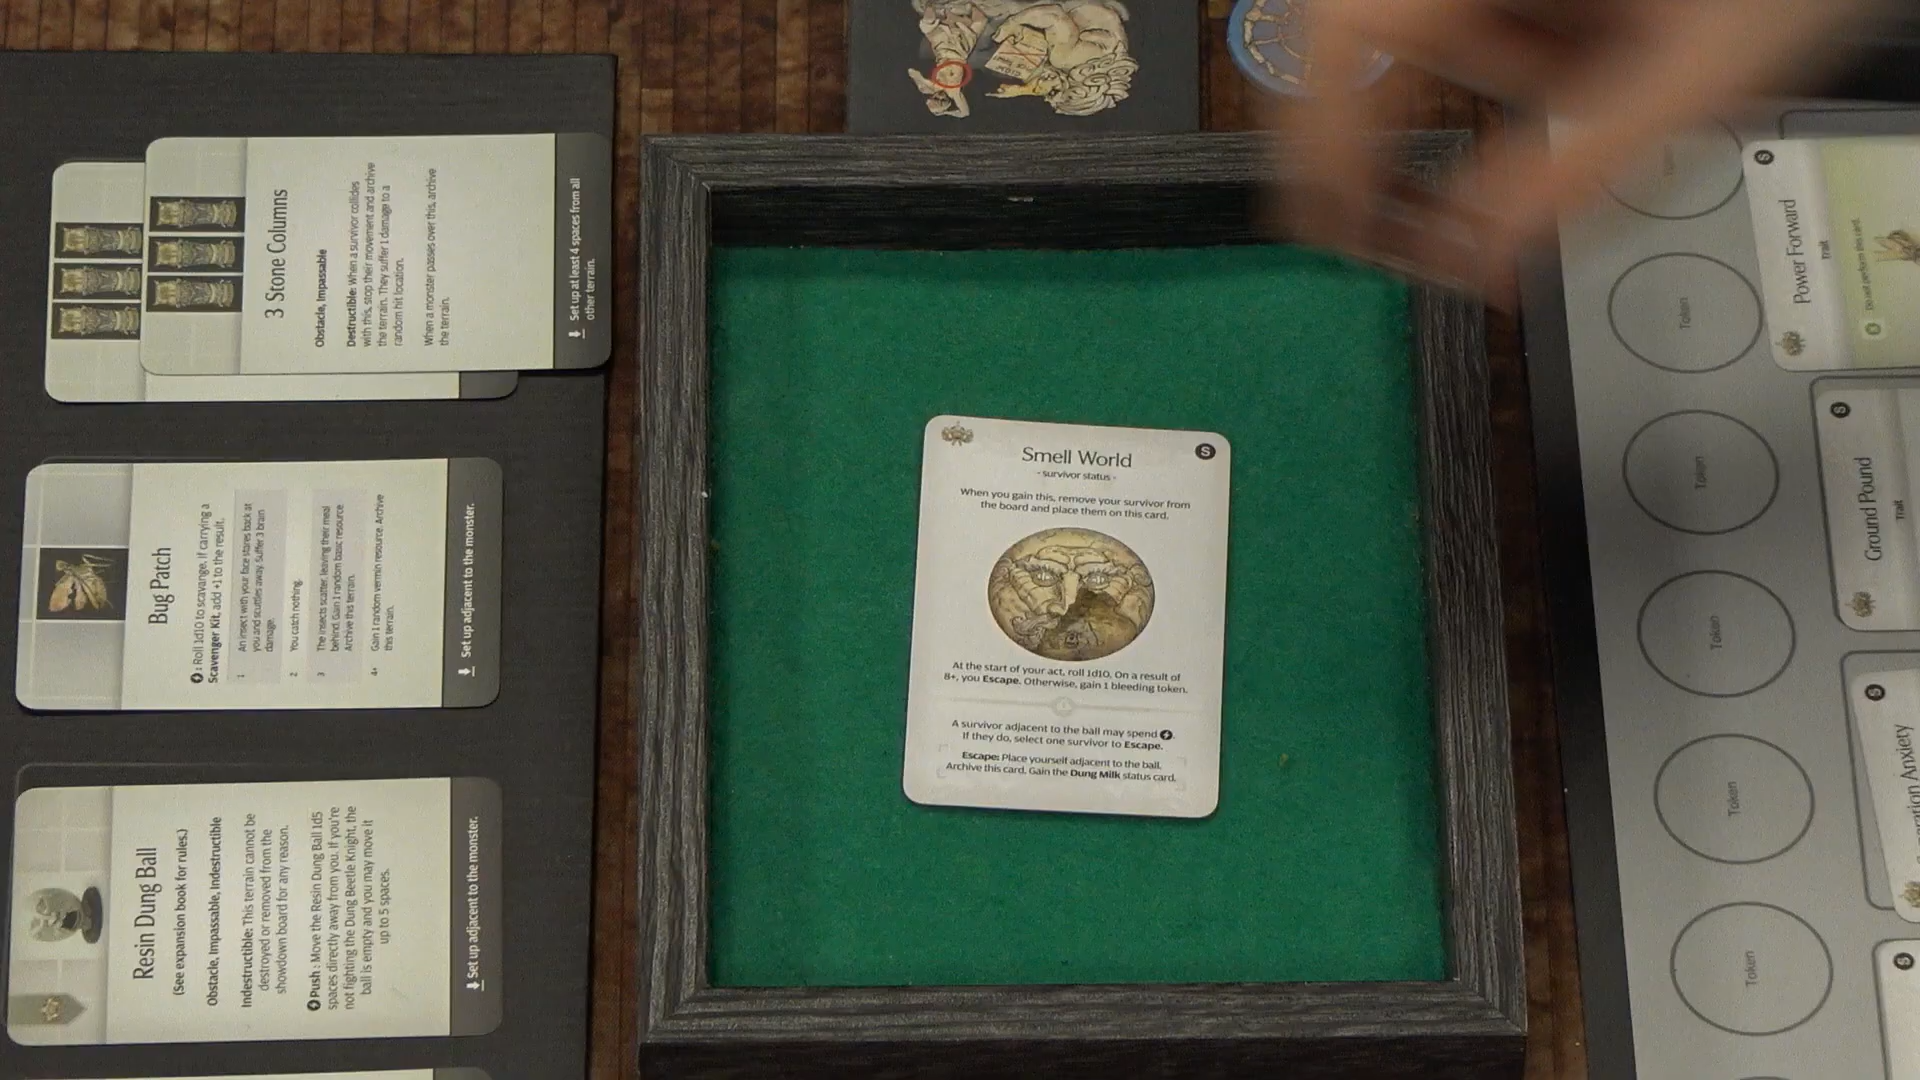 3 Stone Columns
Obstacle, Impassable
Destructible: When a survivor collides
with this, stop their movement and archive
the terrain. They suffer 1 damage to a
random hit location.
When a monster passes over this, archive
the terrain.
Set up at least 4 spaces from all
other terrain.
Bug Patch
: Roll 1d10 to scavange. If carrying a
Scavenger Kit, add +1 to the result.
1 An insect with your face stares back at
you and scuttles away. Suffer 3 brain
damage.
2 You catch nothing.
3 The insects scatter, leaving their meal
behind. Gain 1 random basic resource.
Archive this terrain.
4+ Gain 1 random vermin resource. Archive
this terrain.
Set up adjacent to the monster.
Resin Dung Ball
(See expansion book for rules.)
Obstacle, Impassable, Indestructible
Indestructible: This terrain cannot be
destroyed or removed from the
showdown board for any reason.
Push: Move the Resin Dung Ball 1d5
spaces directly away from you. If you're
not fighting the Dung Beetle Knight, the
ball is empty and you may move it
up to 5 spaces.
Set up adjacent to the monster.
S
Smell World
- survivor status -
When you gain this, remove your survivor from
the board and place them on this card.
At the start of your act, roll 1d10. On a result of
8+, you Escape. Otherwise, gain 1 bleeding token.
A survivor adjacent to the ball may spend
If they do, select one survivor to Escape.
Escape: Place yourself adjacent to the ball.
Archive this card. Gain the Dung Milk status card.
Token
Token
Token
Token
Token
S
Power Forward
Trait
Do not perform this card.
S
Ground Pound
Trait
S
Anxiety
S